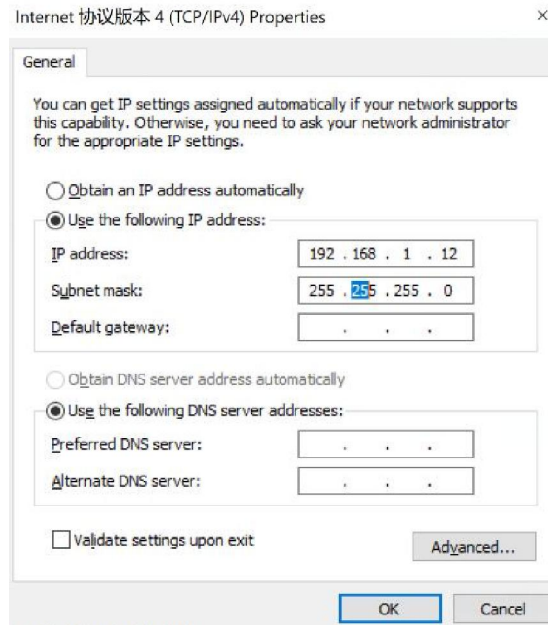 Internet 协议版本 4 (TCP/IPv4) Properties ×
General
You can get IP settings assigned automatically if your network supports
this capability. Otherwise, you need to ask your network administrator
for the appropriate IP settings.
Obtain an IP address automatically
Use the following IP address:
IP address: 192 . 168 . 1 . 12
Subnet mask: 255 . 255 . 255 . 0
Default gateway: . . .
Obtain DNS server address automatically
Use the following DNS server addresses:
Preferred DNS server: . . .
Alternate DNS server: . . .
Validate settings upon exit
Advanced...
OK Cancel